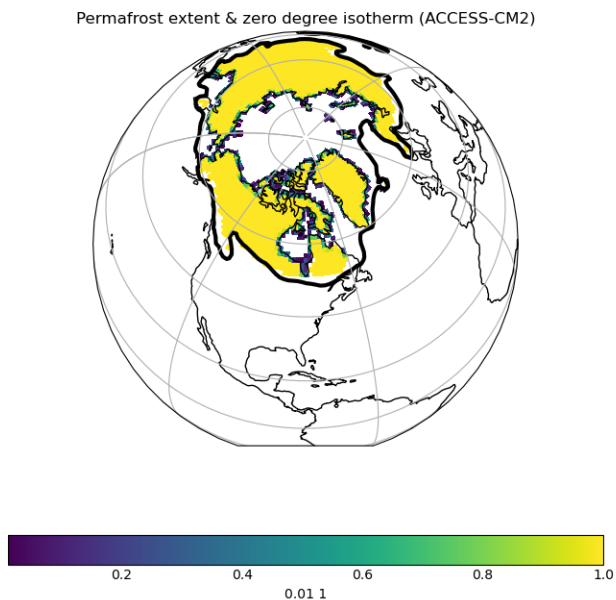 Permafrost extent & zero degree isotherm (ACCESS-CM2)
0.2 0.4 0.6 0.8 1.0
0.01 1